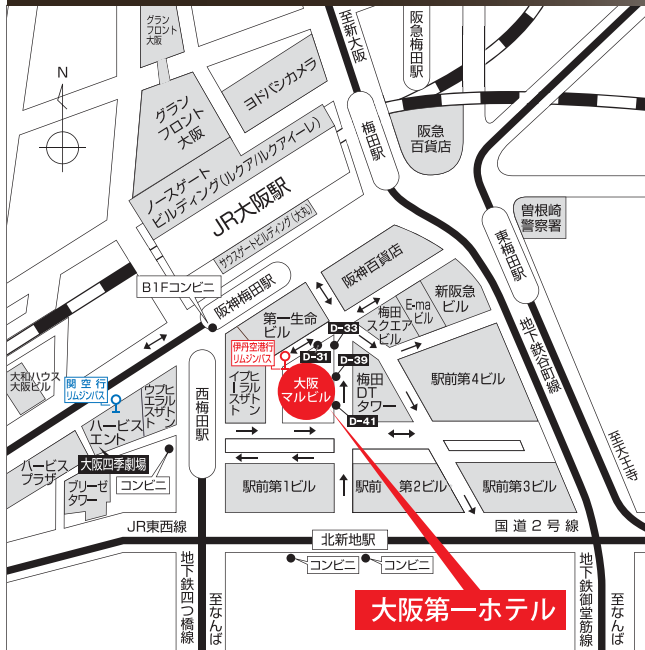 グラン
フロント
大阪
至新大阪
阪急梅田駅
N
ヨドバシカメラ
グラン
フロント
大阪
梅田駅
阪急
百貨店
ノースゲート
ビルディング(ルクア/ルクアイーレ)
JR大阪駅
サウスゲートビルディング(大丸)
曽根崎
警察署
東梅田駅
阪神百貨店
B1Fコンビニ
阪神梅田駅
新阪急
ビル
E-ma
ビル
梅田
スクエア
ビル
第一生命
ビル
D-33
D-31
D-39
伊丹空港行
リムジンバス
地下鉄谷町線
大和ハウス
大阪ビル
関空行
リムジンバス
ウエスト
プラザ
ヒルトン
西梅田駅
イースト
ヒルトン
プラザ
大阪
マルビル
梅田
DT
タワー
駅前第4ビル
D-41
ハービス
エント
大阪四季劇場
ハービス
プラザ
ブリーゼ
タワー
コンビニ
駅前第1ビル
駅前 第2ビル
駅前第3ビル
至天王寺
JR東西線
北新地駅
国道2号線
コンビニ
コンビニ
地下鉄四つ橋線
至なんば
大阪第一ホテル
地下鉄御堂筋線
至なんば